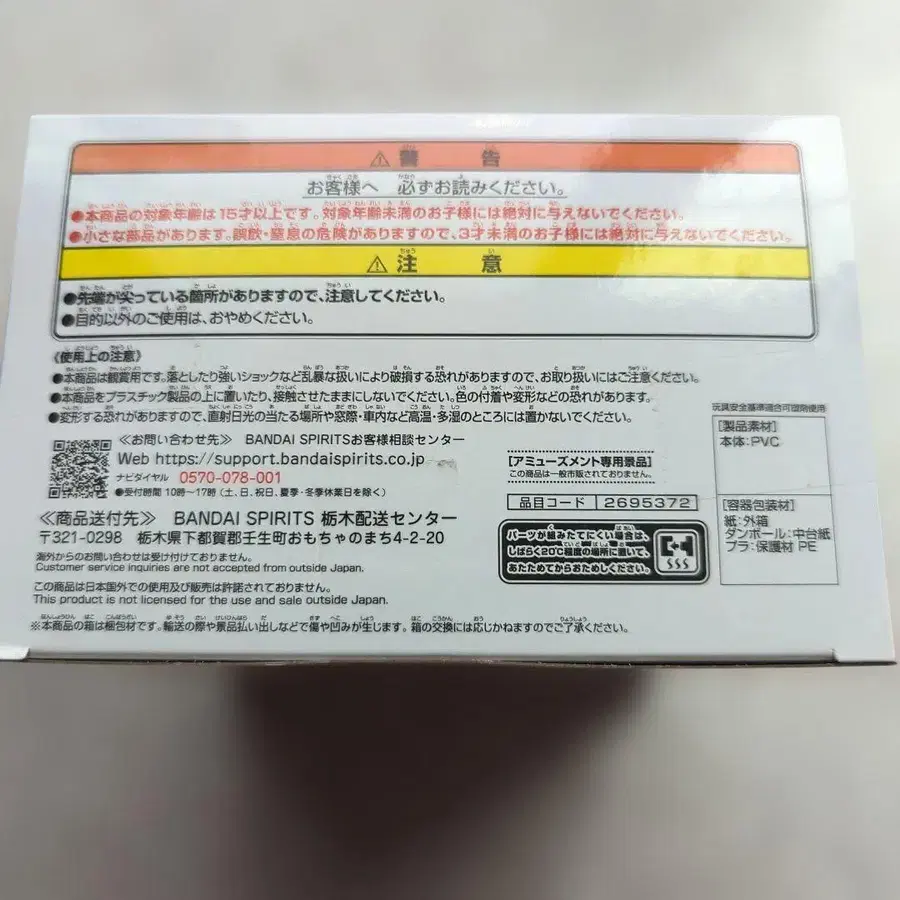 ⚠警告
お客様へ 必ずお読みください。
●本商品の対象年齢は15才以上です。対象年齢未満のお子様には絶対に与えないでください。
●小さな部品があります。誤飲・窒息の危険がありますので、3才未満のお子様には絶対に与えないでください。
⚠注意
●先端が尖っている箇所がありますので、注意してください。
●目的以外のご使用は、おやめください。
《使用上の注意》
●本商品は観賞用です。落としたり強いショックなど乱暴な扱いにより破損する恐れがありますので、お取り扱いにはご注意ください。
●本商品をプラスチック製品の上に置いたり、接触させたままにしないでください。色の付着や変形などの恐れがあります。
●変形する恐れがありますので、直射日光の当たる場所や窓際・車内など高温・多湿のところには置かないでください。
≪お問い合わせ先≫ BANDAI SPIRITSお客様相談センター
Web https://support.bandaispirits.co.jp
ナビダイヤル 0570-078-001
●受付時間 10時～17時(土、日、祝日、夏季・冬季休業日を除く)
≪商品送付先≫ BANDAI SPIRITS 栃木配送センター
〒321-0298 栃木県下都賀郡壬生町おもちゃのまち4-2-20
海外からのお問い合わせは受け付けておりません。
Customer service inquiries are not accepted from outside Japan.
この商品は日本国外での使用及び販売は許諾されておりません。
This product is not licensed for the use and sale outside Japan.
※本商品の箱は梱包材です。輸送の際や景品払い出しなどで傷や凹みが生じます。箱の交換には応じかねますのでご了承ください。
[アミューズメント専用景品]
この商品は一般市販されておりません。
品目コード 2695372
パーツが組みたてにくい場合は、
しばらく20℃程度の場所に置いて、
あたためてからおためしください。
玩具安全基準適合可塑剤使用
[製品素材]
本体:PVC
[容器包装材]
紙:外箱
ダンボール:中台紙
プラ:保護材 PE